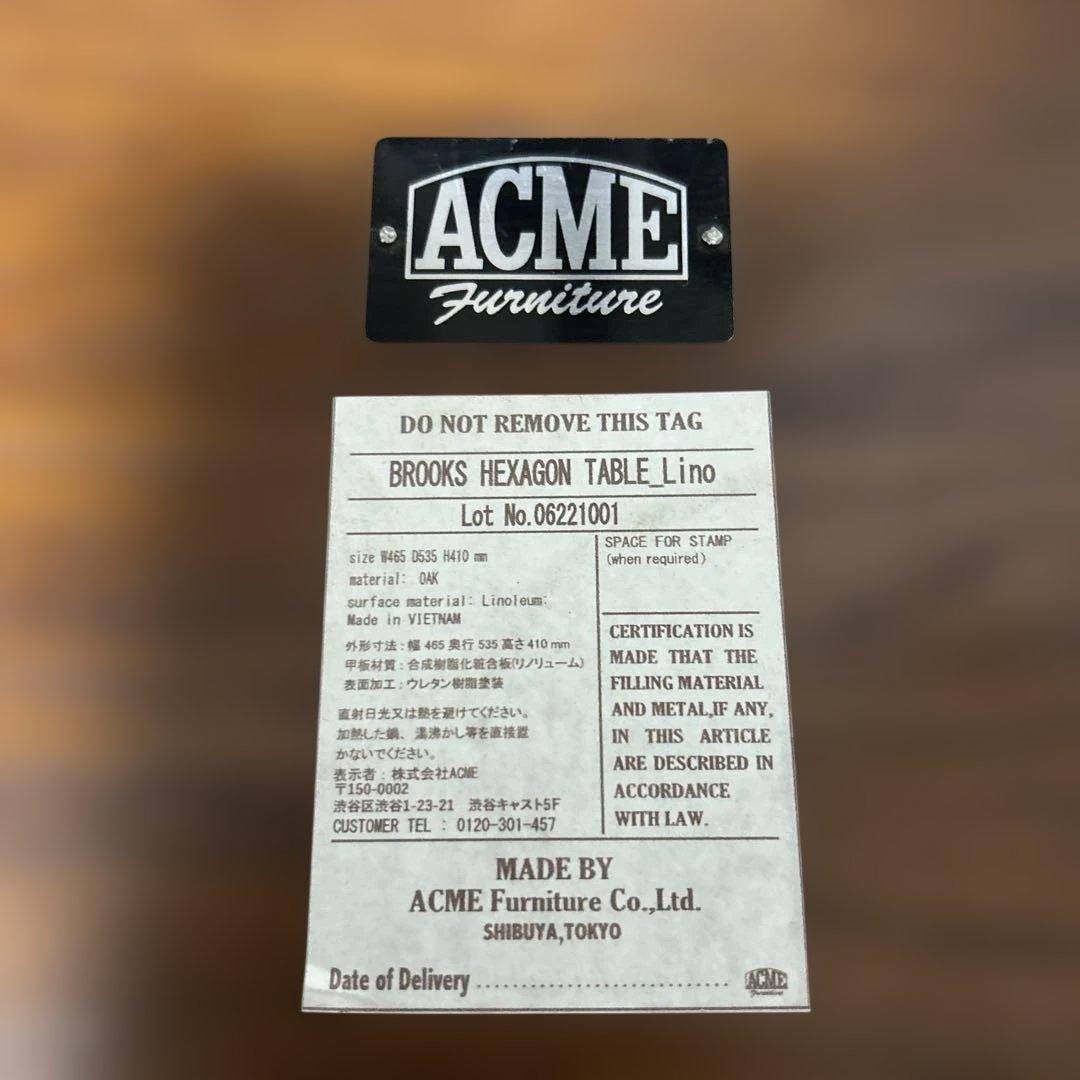 ACME
Furniture
DO NOT REMOVE THIS TAG
BROOKS HEXAGON TABLE_Lino
Lot No.06221001
size W465 D535 H410 mm
material: OAK
surface material: Linoleum:
Made in VIETNAM
外形寸法:幅 465 奥行 535 高さ 410 mm
甲板材質:合成樹脂化粧合板(リノリューム)
表面加工:ウレタン樹脂塗装
直射日光又は熱を避けてください。
加熱した鍋、湯沸かし等を直接置
かないでください。
表示者:株式会社ACME
〒150-0002
渋谷区渋谷1-23-21 渋谷キャスト5F
CUSTOMER TEL : 0120-301-457
SPACE FOR STAMP
(when required)
CERTIFICATION IS
MADE THAT THE
FILLING MATERIAL
AND METAL,IF ANY,
IN THIS ARTICLE
ARE DESCRIBED IN
ACCORDANCE
WITH LAW.
MADE BY
ACME Furniture Co.,Ltd.
SHIBUYA,TOKYO
Date of Delivery ............................
ACME
Furniture